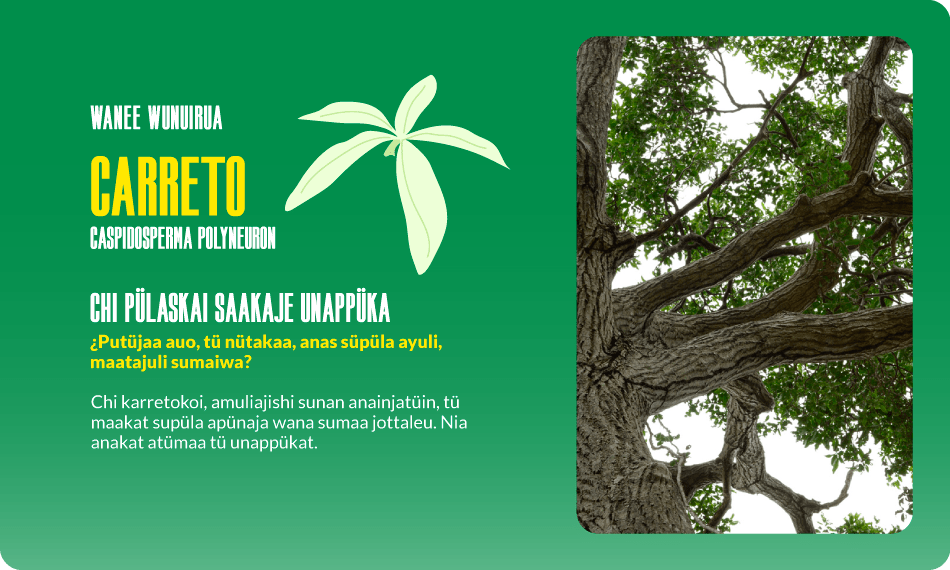 WANEE WUNUIRUA
CARRETO
CASPIDOSPERMA POLYNEURON
CHI PÜLASKAI SAAKAJE UNAPPÜKA
¿Putüjaa auo, tü nütakaa, anas süpüla ayuli,
maatajuli sumaiwa?
Chi karretokoi, amuliajishi sunan anainjatüin, tü
maakat supüla apünaja wana sumaa jottaleu. Nia
anakat atümaa tü unappükat.